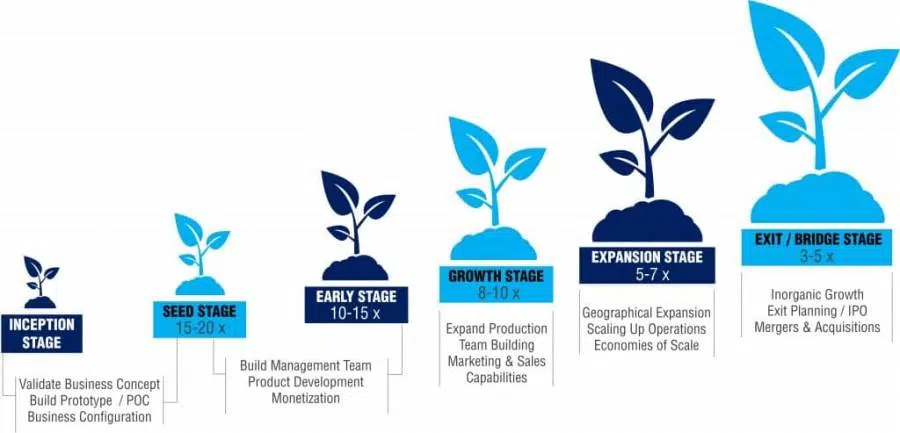 INCEPTION
STAGE
Validate Business Concept
Build Prototype / POC
Business Configuration
SEED STAGE
15-20 x
Build Management Team
Product Development
Monetization
EARLY STAGE
10-15 x
GROWTH STAGE
8-10 x
Expand Production
Team Building
Marketing & Sales
Capabilities
EXPANSION STAGE
5-7 x
Geographical Expansion
Scaling Up Operations
Economies of Scale
EXIT / BRIDGE STAGE
3-5 x
Inorganic Growth
Exit Planning / IPO
Mergers & Acquisitions